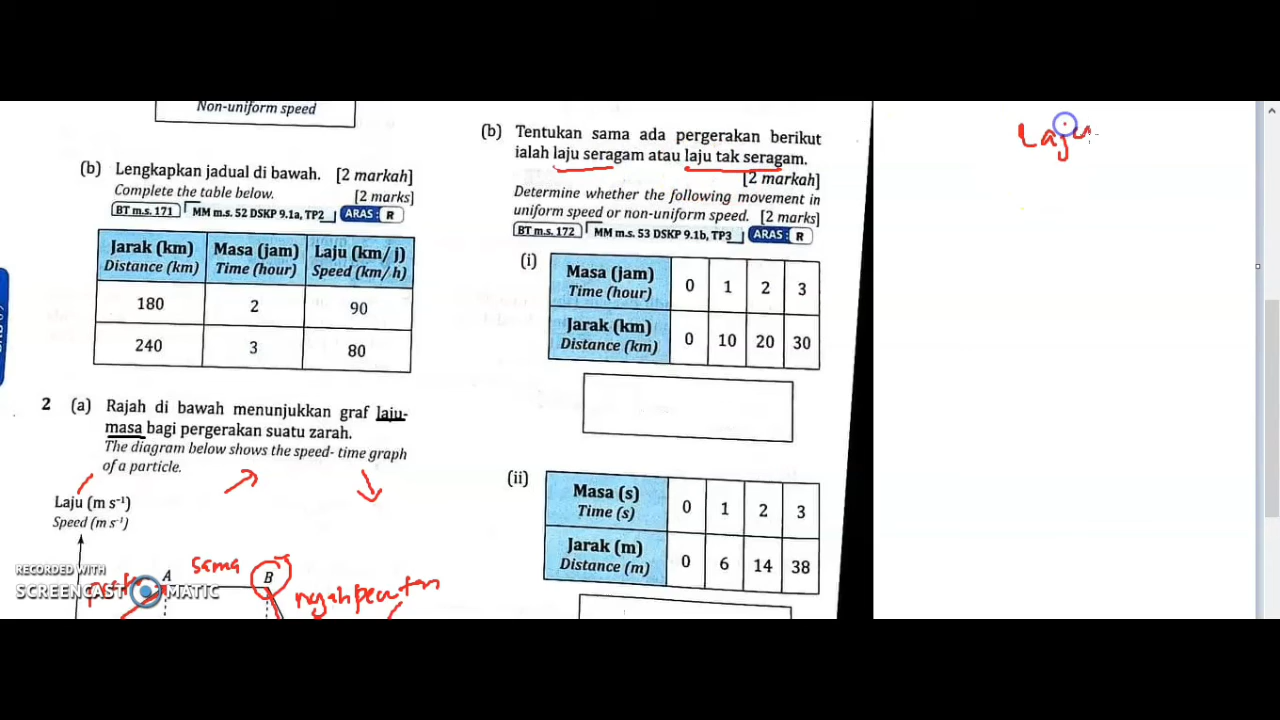 Non-uniform speed
(b) Lengkapkan jadual di bawah. [2 markah]
Complete the table below. [2 marks]
BT m.s. 171 MM m.s. 52 DSKP 9.1a, TP2 ARAS : R
Jarak (km) Masa (jam) Laju (km/ j)
Distance (km) Time (hour) Speed (km/ h)
180 2 90
240 3 80
2 (a) Rajah di bawah menunjukkan graf laju-
masa bagi pergerakan suatu zarah.
The diagram below shows the speed- time graph
of a particle.
Laju (m s⁻¹)
Speed (m s⁻¹)
A sama B
RECORDED WITH
SCREENCAST MATIC
(b) Tentukan sama ada pergerakan berikut
ialah laju seragam atau laju tak seragam.
[2 markah]
Determine whether the following movement in
uniform speed or non-uniform speed. [2 marks]
BT m.s. 172 MM m.s. 53 DSKP 9.1b, TP3 ARAS : R
(i) Masa (jam) 0 1 2 3
Time (hour)
Jarak (km) 0 10 20 30
Distance (km)
(ii) Masa (s) 0 1 2 3
Time (s)
Jarak (m) 0 6 14 38
Distance (m)
Laju